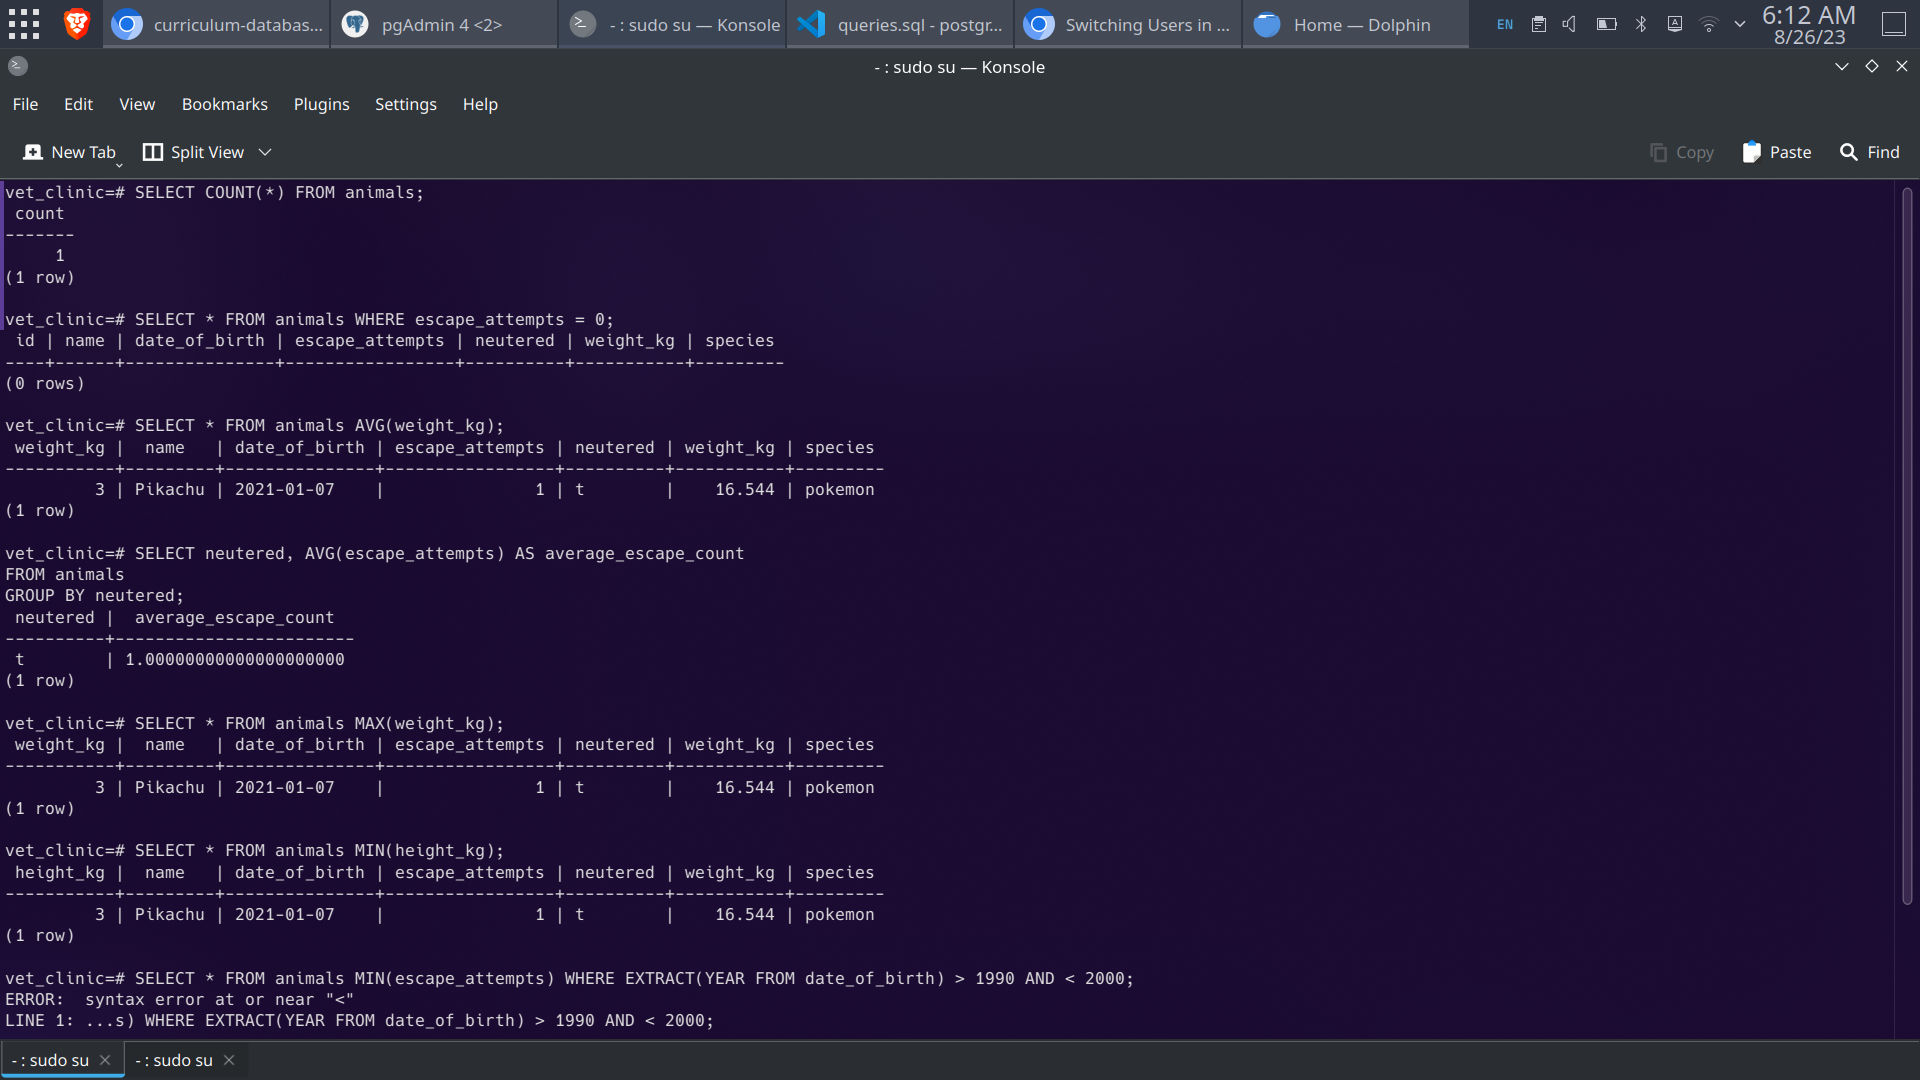 curriculum-databas...
pgAdmin 4 <2>
- : sudo su — Konsole
queries.sql - postgr...
Switching Users in ...
Home — Dolphin
EN
6:12 AM
8/26/23
- : sudo su — Konsole
File Edit View Bookmarks Plugins Settings Help
New Tab Split View Copy Paste Find
vet_clinic=# SELECT COUNT(*) FROM animals;
 count
-------
     1
(1 row)

vet_clinic=# SELECT * FROM animals WHERE escape_attempts = 0;
 id | name | date_of_birth | escape_attempts | neutered | weight_kg | species
----+------+---------------+-----------------+----------+-----------+---------
(0 rows)

vet_clinic=# SELECT * FROM animals AVG(weight_kg);
 weight_kg |  name   | date_of_birth | escape_attempts | neutered | weight_kg | species
-----------+---------+---------------+-----------------+----------+-----------+---------
         3 | Pikachu | 2021-01-07    |               1 | t        |    16.544 | pokemon
(1 row)

vet_clinic=# SELECT neutered, AVG(escape_attempts) AS average_escape_count
FROM animals
GROUP BY neutered;
 neutered |  average_escape_count
----------+------------------------
 t        | 1.00000000000000000000
(1 row)

vet_clinic=# SELECT * FROM animals MAX(weight_kg);
 weight_kg |  name   | date_of_birth | escape_attempts | neutered | weight_kg | species
-----------+---------+---------------+-----------------+----------+-----------+---------
         3 | Pikachu | 2021-01-07    |               1 | t        |    16.544 | pokemon
(1 row)

vet_clinic=# SELECT * FROM animals MIN(height_kg);
 height_kg |  name   | date_of_birth | escape_attempts | neutered | weight_kg | species
-----------+---------+---------------+-----------------+----------+-----------+---------
         3 | Pikachu | 2021-01-07    |               1 | t        |    16.544 | pokemon
(1 row)

vet_clinic=# SELECT * FROM animals MIN(escape_attempts) WHERE EXTRACT(YEAR FROM date_of_birth) > 1990 AND < 2000;
ERROR:  syntax error at or near "<"
LINE 1: ...s) WHERE EXTRACT(YEAR FROM date_of_birth) > 1990 AND < 2000;
- : sudo su
- : sudo su